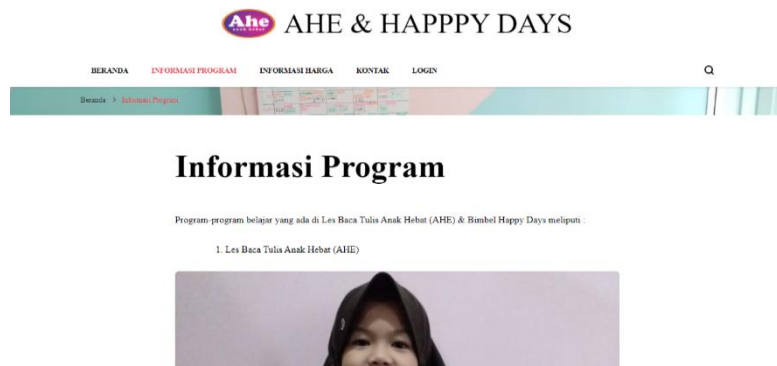 Ahe
ANAK HEBAT
AHE & HAPPPY DAYS
BERANDA INFORMASI PROGRAM INFORMASI HARGA KONTAK LOGIN
Beranda > Informasi Program
Informasi Program
Program-program belajar yang ada di Les Baca Tulis Anak Hebat (AHE) & Bimbel Happy Days meliputi :
1. Les Baca Tulis Anak Hebat (AHE)